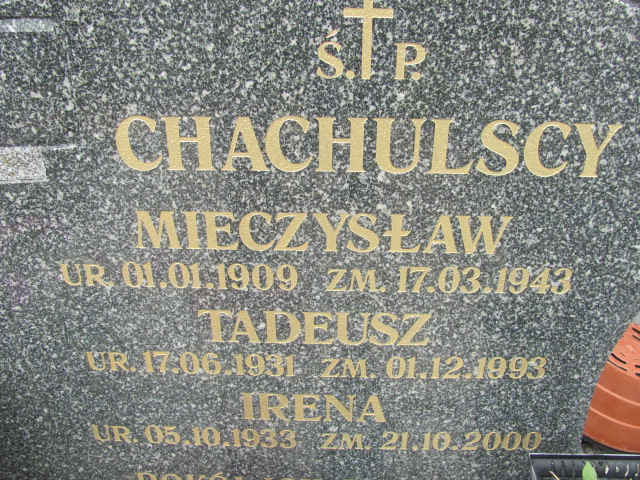 Ś. P.
CHACHULSCY
MIECZYSŁAW
UR. 01.01.1909 ZM. 17.03.1943
TADEUSZ
UR. 17.06.1931 ZM. 01.12.1993
IRENA
UR. 05.10.1933 ZM. 21.10.2000